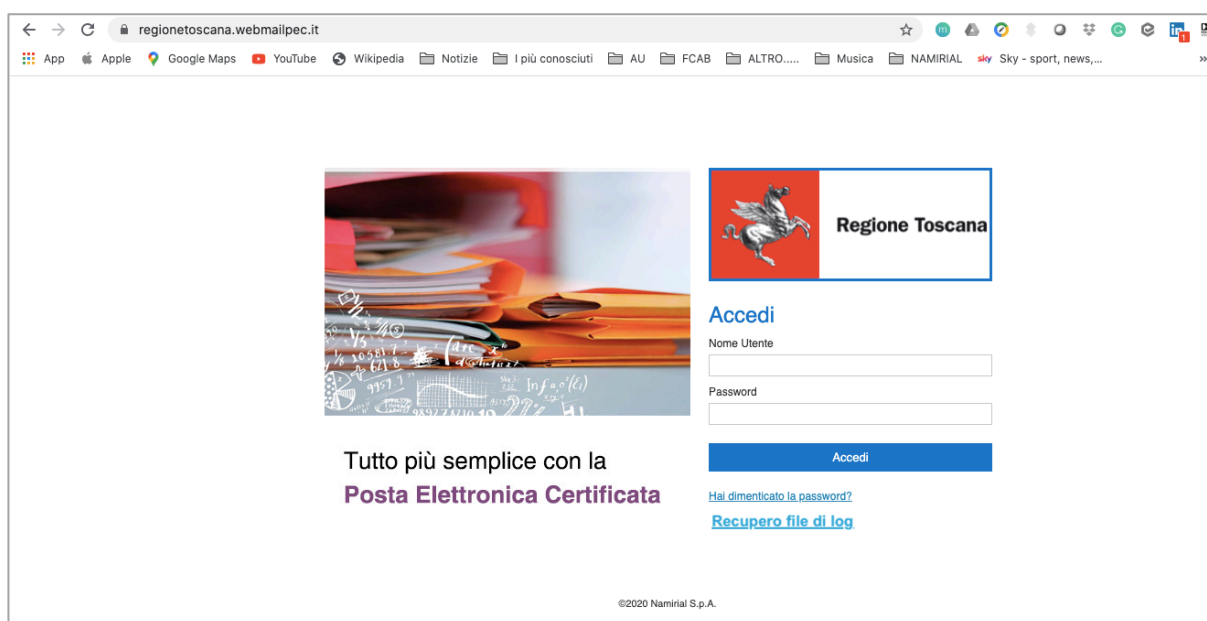 regionetoscana.webmailpec.it
App Apple Google Maps YouTube Wikipedia Notizie I più conosciuti AU FCAB ALTRO..... Musica NAMIRIAL sky Sky - sport, news,... »
Regione Toscana
Accedi
Nome Utente
Password
Accedi
Hai dimenticato la password?
Recupero file di log
Tutto più semplice con la
Posta Elettronica Certificata
©2020 Namirial S.p.A.